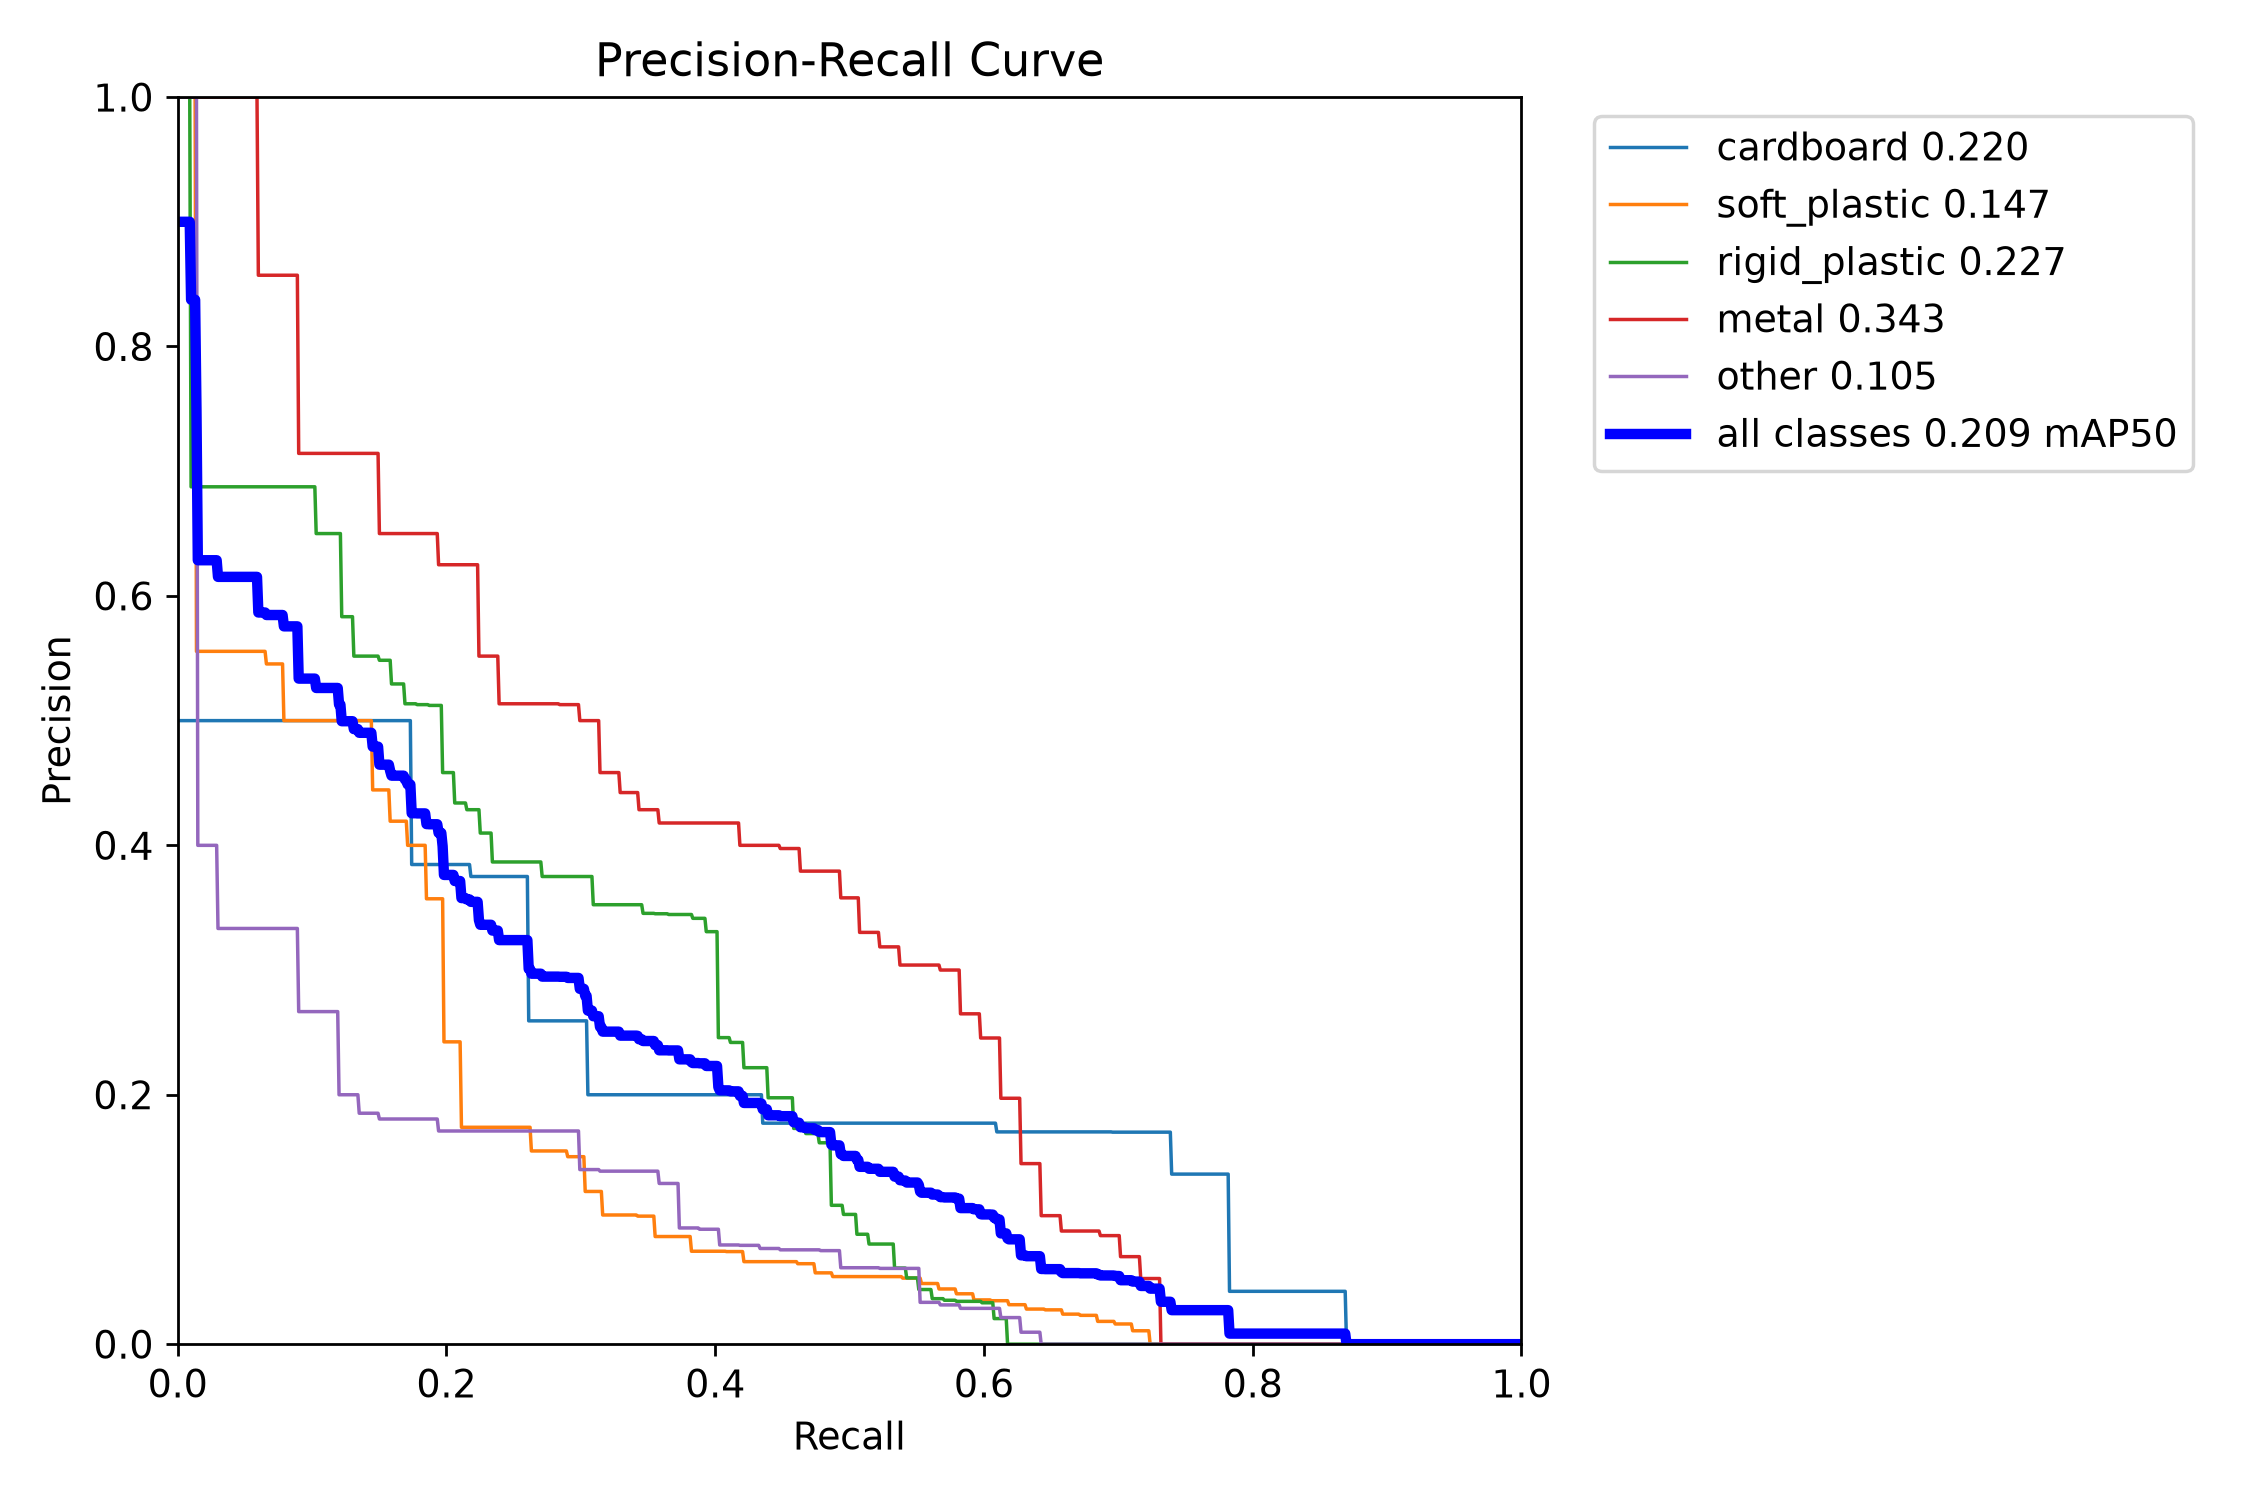 Precision-Recall Curve
1.0
0.8
0.6
0.4
0.2
0.0
Precision
0.0 0.2 0.4 0.6 0.8 1.0
Recall
cardboard 0.220
soft_plastic 0.147
rigid_plastic 0.227
metal 0.343
other 0.105
all classes 0.209 mAP50